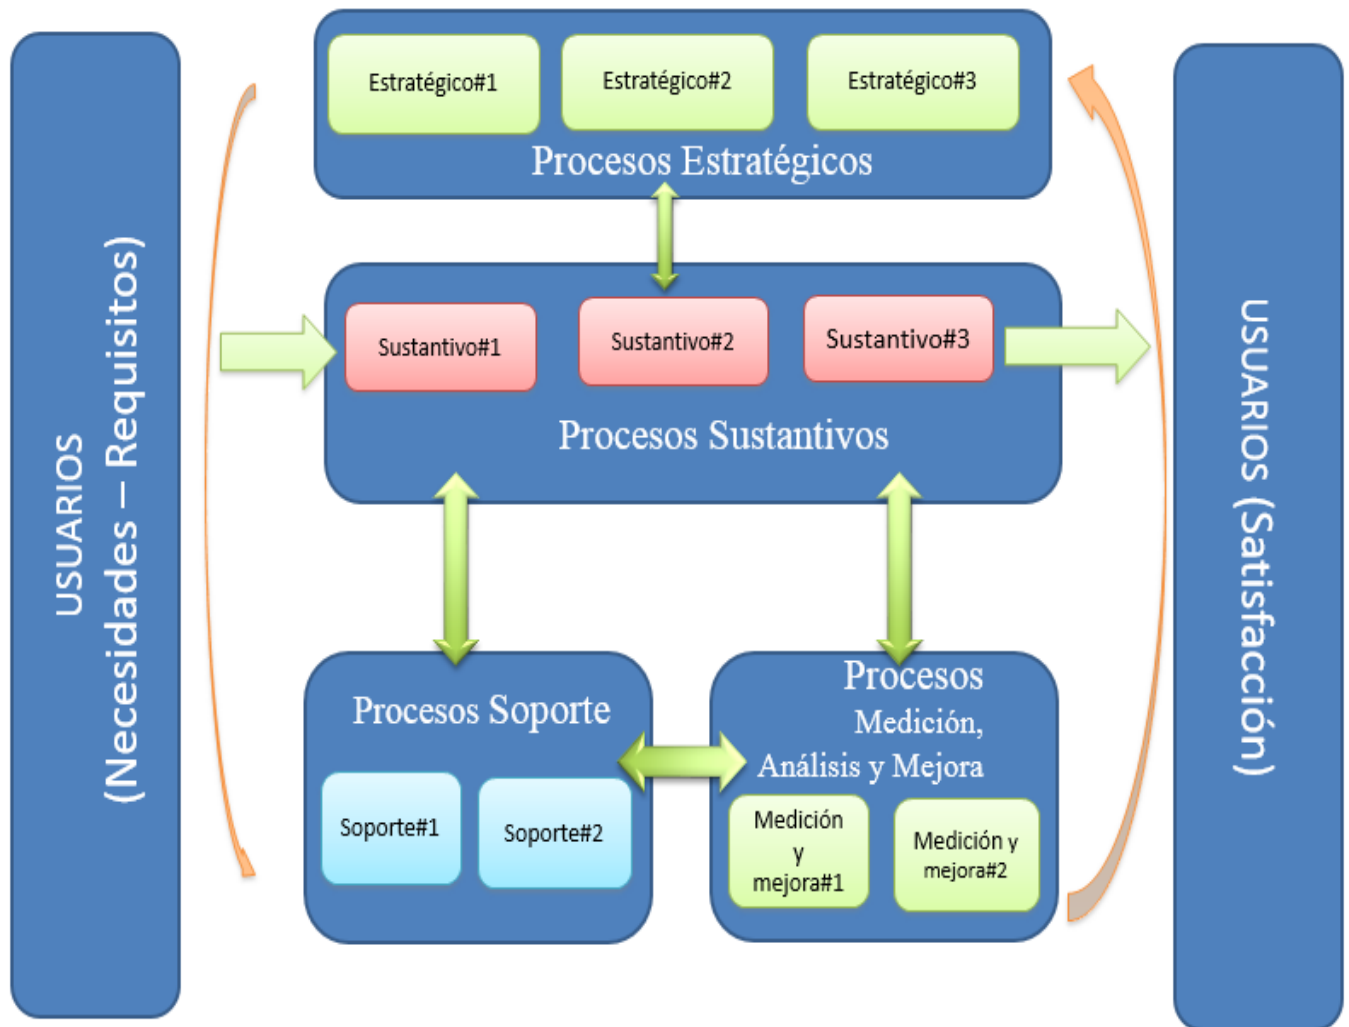 USUARIOS
(Necesidades – Requisitos)
Estratégico#1
Estratégico#2
Estratégico#3
Procesos Estratégicos
Sustantivo#1
Sustantivo#2
Sustantivo#3
Procesos Sustantivos
Procesos Soporte
Soporte#1
Soporte#2
Procesos
Medición,
Análisis y Mejora
Medición
y
mejora#1
Medición y
mejora#2
USUARIOS (Satisfacción)